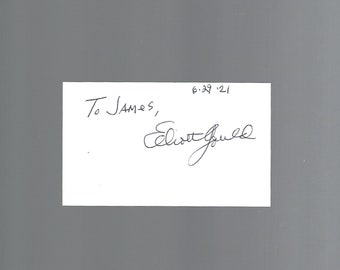 6·29·21
To James,
Elliott Gould